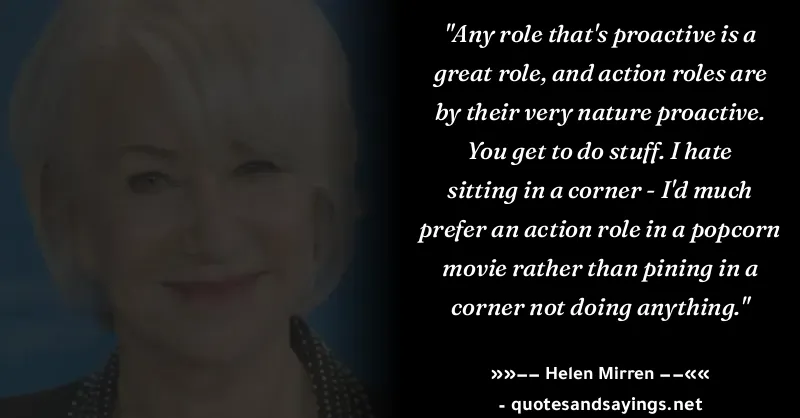 "Any role that's proactive is a
great role, and action roles are
by their very nature proactive.
You get to do stuff. I hate
sitting in a corner - I'd much
prefer an action role in a popcorn
movie rather than pining in a
corner not doing anything."
»»−− Helen Mirren −−««
- quotesandsayings.net